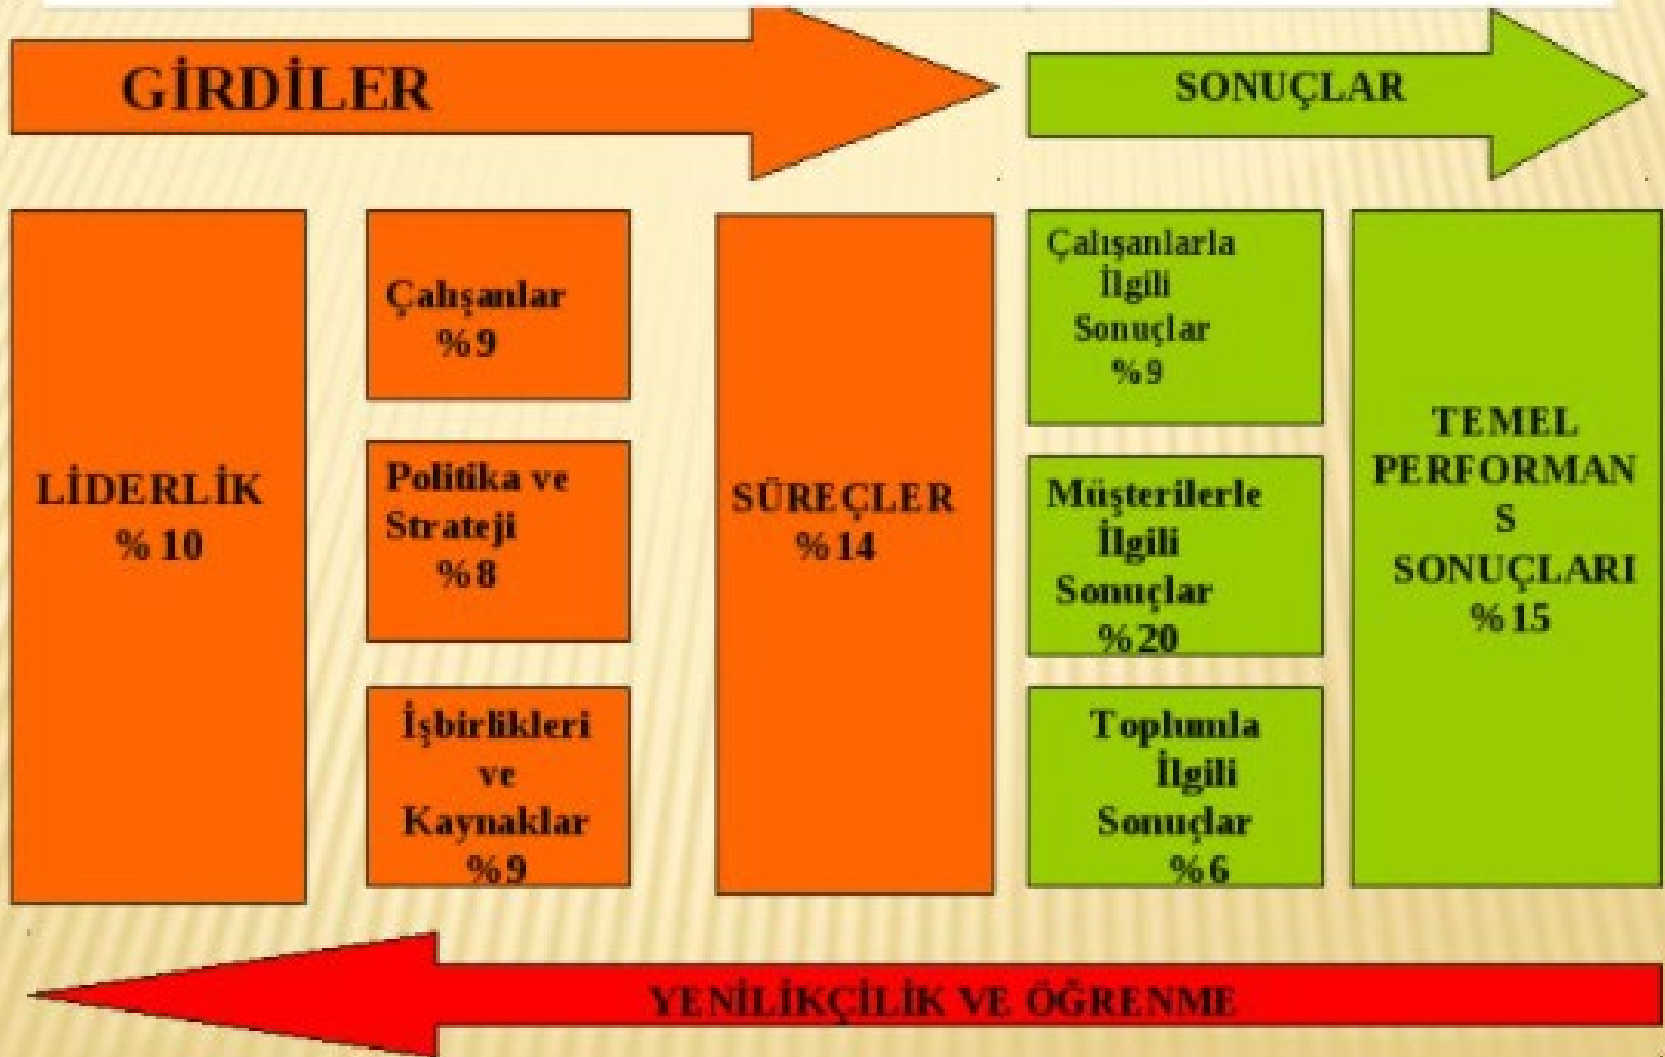 GİRDİLER
SONUÇLAR
LİDERLİK
% 10
Çalışanlar
%9
Politika ve
Strateji
%8
İşbirlikleri
ve
Kaynaklar
%9
SÜREÇLER
%14
Çalışanlarla
İlgili
Sonuçlar
%9
Müşterilerle
İlgili
Sonuçlar
%20
Toplumla
İlgili
Sonuçlar
%6
TEMEL
PERFORMAN
S
SONUÇLARI
%15
YENİLİKÇİLİK VE ÖĞRENME